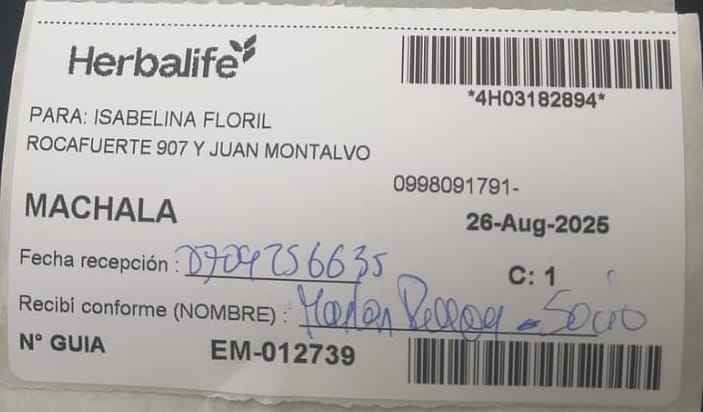 Herbalife
*4H03182894*
PARA: ISABELINA FLORIL
ROCAFUERTE 907 Y JUAN MONTALVO
0998091791-
MACHALA
26-Aug-2025
Fecha recepción : 0704256635
C: 1
Recibí conforme (NOMBRE) : - Socio
N° GUIA
EM-012739